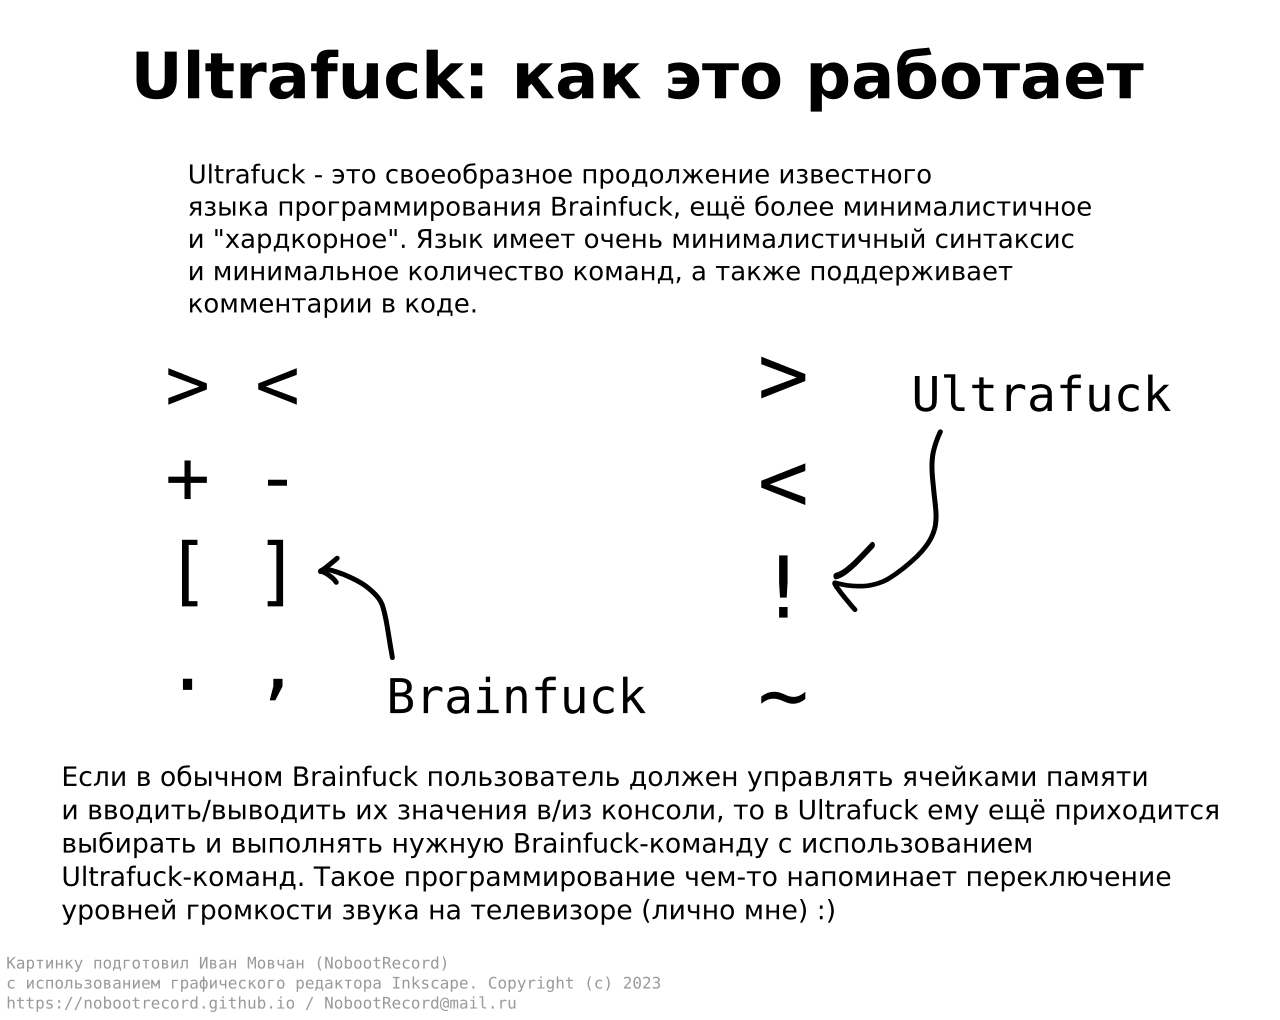 Ultrafuck: как это работает
Ultrafuck - это своеобразное продолжение известного
языка программирования Brainfuck, ещё более минималистичное
и "хардкорное". Язык имеет очень минималистичный синтаксис
и минимальное количество команд, а также поддерживает
комментарии в коде.
> <
+ -
[ ]
. ,
Brainfuck
>
<
!
~
Ultrafuck
Если в обычном Brainfuck пользователь должен управлять ячейками памяти
и вводить/выводить их значения в/из консоли, то в Ultrafuck ему ещё приходится
выбирать и выполнять нужную Brainfuck-команду с использованием
Ultrafuck-команд. Такое программирование чем-то напоминает переключение
уровней громкости звука на телевизоре (лично мне) :)
Картинку подготовил Иван Мовчан (NobootRecord)
с использованием графического редактора Inkscape. Copyright (c) 2023
https://nobootrecord.github.io / NobootRecord@mail.ru